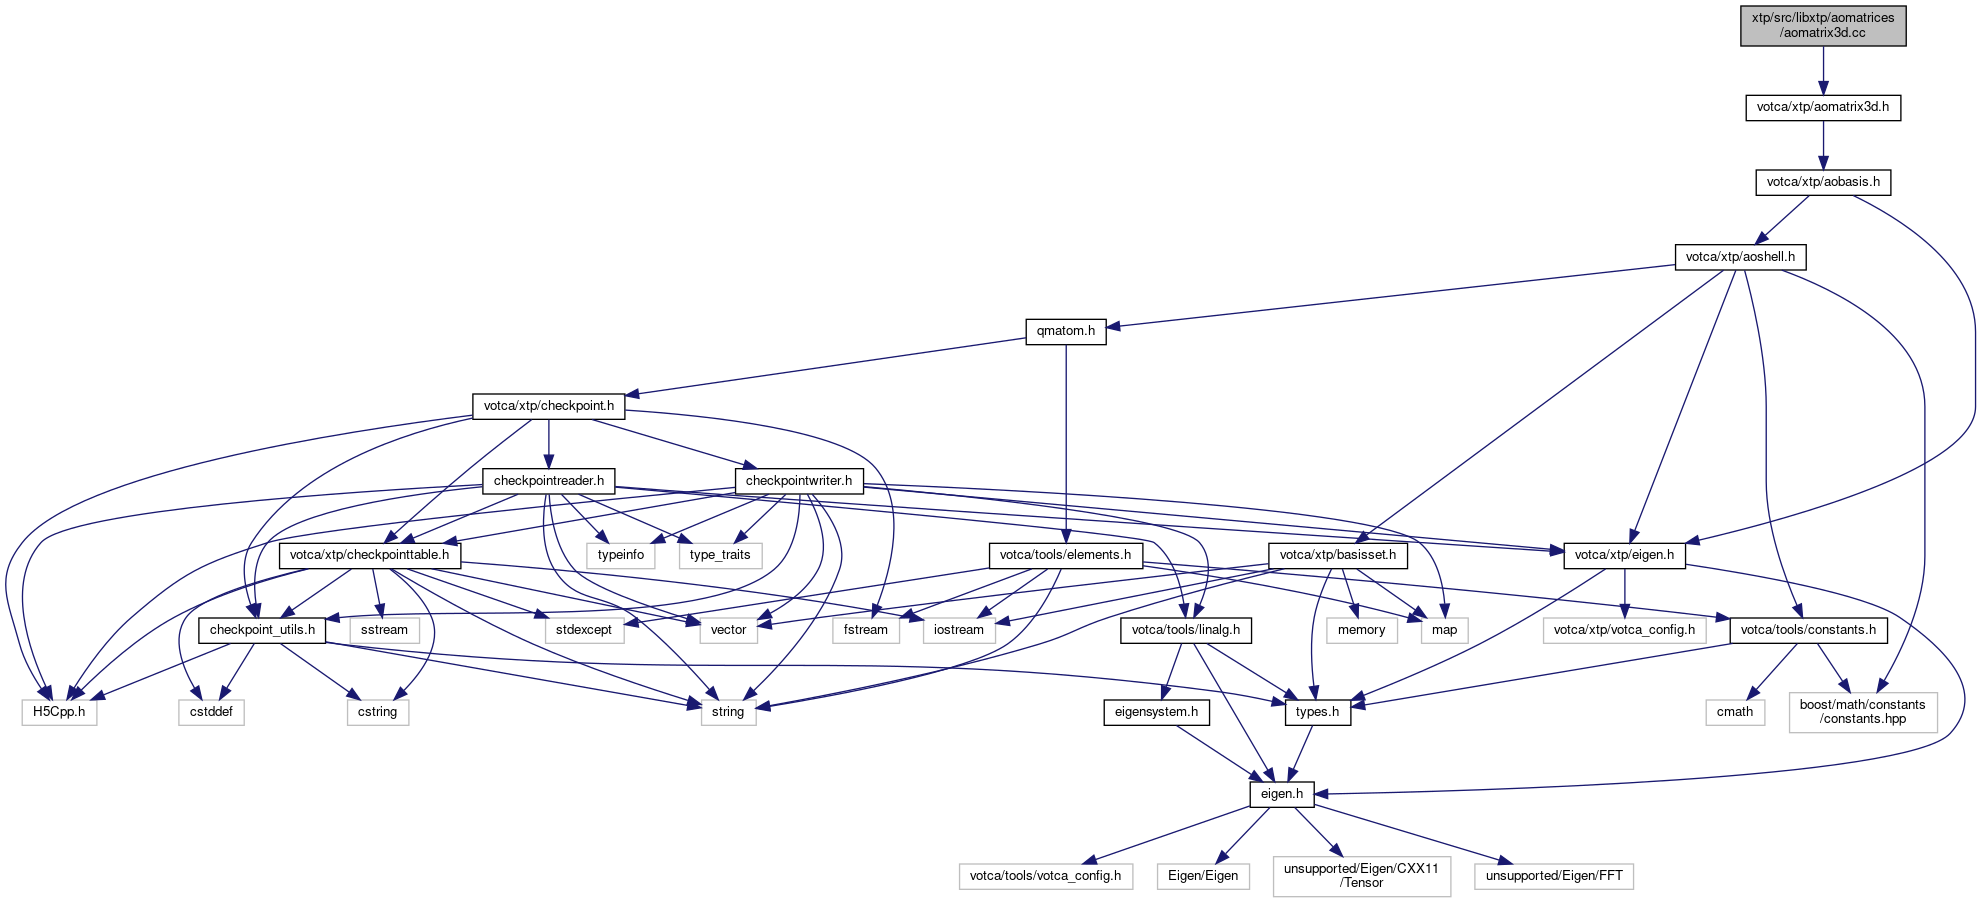 xtp/src/libxtp/aomatrices
/aomatrix3d.cc
votca/xtp/aomatrix3d.h
votca/xtp/aobasis.h
votca/xtp/aoshell.h
qmatom.h
votca/xtp/checkpoint.h
checkpointreader.h
checkpointwriter.h
votca/xtp/checkpointtable.h
typeinfo
type_traits
votca/tools/elements.h
votca/xtp/basisset.h
votca/xtp/eigen.h
checkpoint_utils.h
sstream
stdexcept
vector
fstream
iostream
votca/tools/linalg.h
memory
map
votca/xtp/votca_config.h
votca/tools/constants.h
H5Cpp.h
cstddef
cstring
string
eigensystem.h
types.h
cmath
boost/math/constants
/constants.hpp
eigen.h
votca/tools/votca_config.h
Eigen/Eigen
unsupported/Eigen/CXX11
/Tensor
unsupported/Eigen/FFT